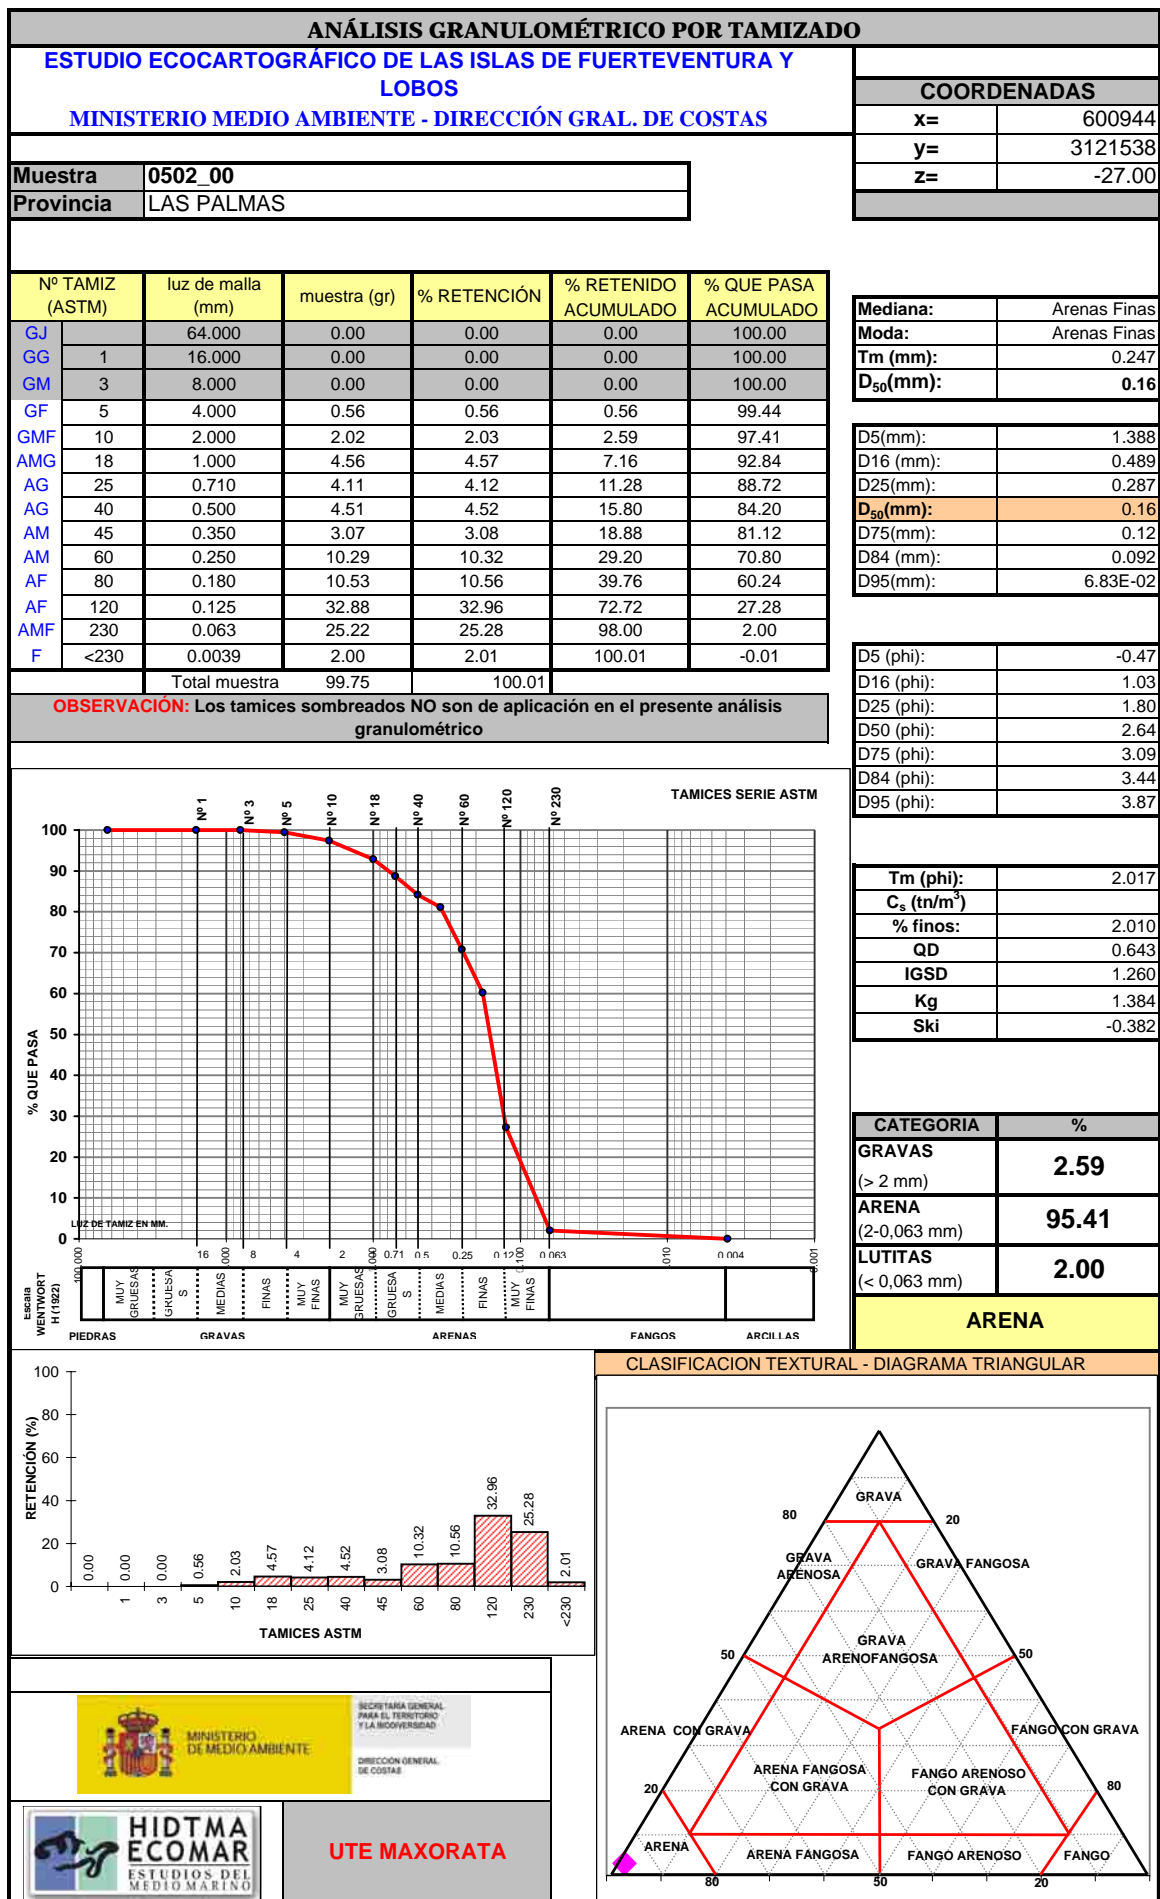 ANÁLISIS GRANULOMÉTRICO POR TAMIZADO
ESTUDIO ECOCARTOGRÁFICO DE LAS ISLAS DE FUERTEVENTURA Y
LOBOS
MINISTERIO MEDIO AMBIENTE - DIRECCIÓN GRAL. DE COSTAS
COORDENADAS
x= 600944
y= 3121538
z= -27.00
Muestra 0502_00
Provincia LAS PALMAS
Nº TAMIZ (ASTM) luz de malla (mm) muestra (gr) % RETENCIÓN % RETENIDO ACUMULADO % QUE PASA ACUMULADO
GJ 64.000 0.00 0.00 0.00 100.00
GG 1 16.000 0.00 0.00 0.00 100.00
GM 3 8.000 0.00 0.00 0.00 100.00
GF 5 4.000 0.56 0.56 0.56 99.44
GMF 10 2.000 2.02 2.03 2.59 97.41
AMG 18 1.000 4.56 4.57 7.16 92.84
AG 25 0.710 4.11 4.12 11.28 88.72
AG 40 0.500 4.51 4.52 15.80 84.20
AM 45 0.350 3.07 3.08 18.88 81.12
AM 60 0.250 10.29 10.32 29.20 70.80
AF 80 0.180 10.53 10.56 39.76 60.24
AF 120 0.125 32.88 32.96 72.72 27.28
AMF 230 0.063 25.22 25.28 98.00 2.00
F <230 0.0039 2.00 2.01 100.01 -0.01
Total muestra 99.75 100.01
OBSERVACIÓN: Los tamices sombreados NO son de aplicación en el presente análisis
granulométrico
Mediana: Arenas Finas
Moda: Arenas Finas
Tm (mm): 0.247
D50(mm): 0.16
D5(mm): 1.388
D16 (mm): 0.489
D25(mm): 0.287
D50(mm): 0.16
D75(mm): 0.12
D84 (mm): 0.092
D95(mm): 6.83E-02
D5 (phi): -0.47
D16 (phi): 1.03
D25 (phi): 1.80
D50 (phi): 2.64
D75 (phi): 3.09
D84 (phi): 3.44
D95 (phi): 3.87
Tm (phi): 2.017
Cs (tn/m3)
% finos: 2.010
QD 0.643
IGSD 1.260
Kg 1.384
Ski -0.382
CATEGORIA %
GRAVAS
(> 2 mm) 2.59
ARENA
(2-0,063 mm) 95.41
LUTITAS
(< 0,063 mm) 2.00
ARENA
TAMICES SERIE ASTM
Nº 1 Nº 3 Nº 5 Nº 10 Nº 18 Nº 40 Nº 60 Nº 120 Nº 230
% QUE PASA
100
90
80
70
60
50
40
30
20
10
0
LUZ DE TAMIZ EN MM.
16 8 4 2 0.71 0.5 0.25 0.12 0.063 0.004
100.000 0.100
Escala
WENTWORT
H (1922)
MUY GRUESAS GRUESA S MEDIAS FINAS MUY FINAS MUY GRUESAS GRUESA S MEDIAS FINAS MUY FINAS
PIEDRAS GRAVAS ARENAS FANGOS ARCILLAS
RETENCIÓN (%)
100
80
60
40
20
0
0.00 0.00 0.00 0.56 2.03 4.57 4.12 4.52 3.08 10.32 10.56 32.96 25.28 2.01
1 3 5 10 18 25 40 45 60 80 120 230 <230
TAMICES ASTM
CLASIFICACION TEXTURAL - DIAGRAMA TRIANGULAR
GRAVA
80 20
GRAVA
ARENOSA
GRAVA FANGOSA
GRAVA
ARENOFANGOSA
50 50
ARENA CON GRAVA
FANGO CON GRAVA
ARENA FANGOSA
CON GRAVA
FANGO ARENOSO
CON GRAVA
20 80
ARENA
ARENA FANGOSA
FANGO ARENOSO
FANGO
80 50 20
MINISTERIO
DE MEDIO AMBIENTE
SECRETARÍA GENERAL
PARA EL TERRITORIO
Y LA BIODIVERSIDAD
DIRECCIÓN GENERAL
DE COSTAS
HIDTMA
ECOMAR
ESTUDIOS DEL
MEDIO MARINO
UTE MAXORATA